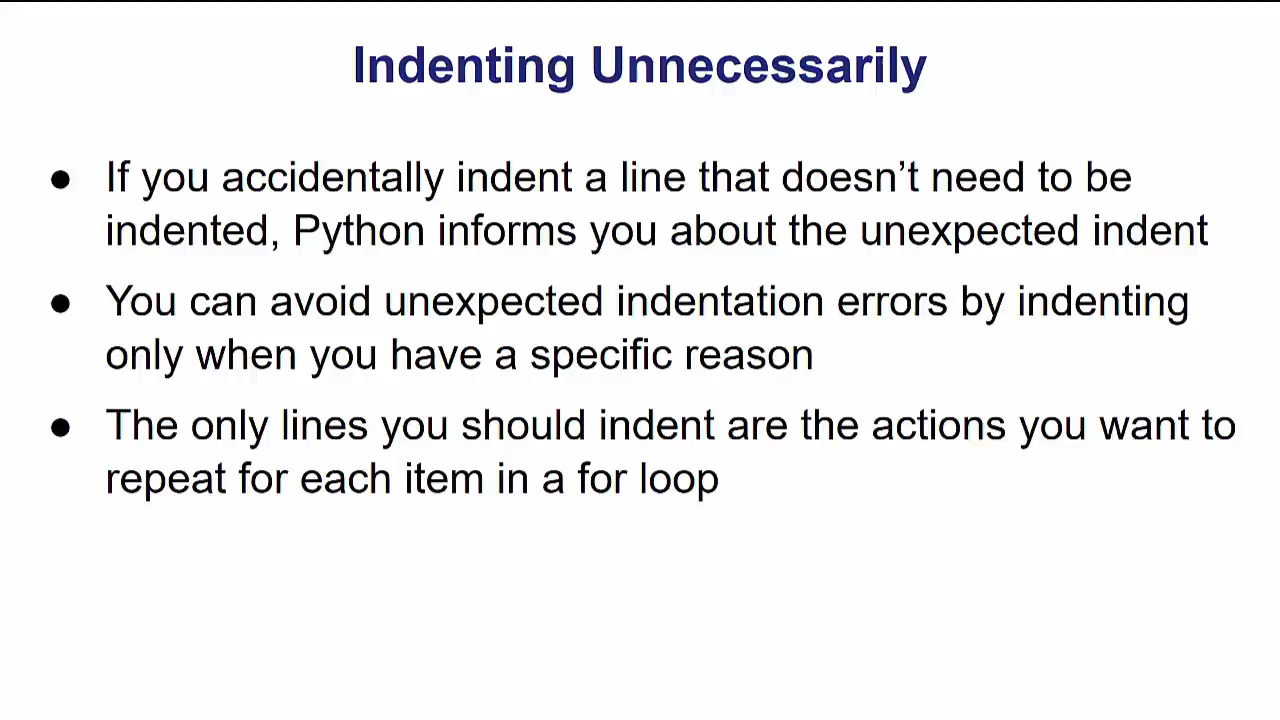 Indenting Unnecessarily
● If you accidentally indent a line that doesn’t need to be
indented, Python informs you about the unexpected indent
● You can avoid unexpected indentation errors by indenting
only when you have a specific reason
● The only lines you should indent are the actions you want to
repeat for each item in a for loop